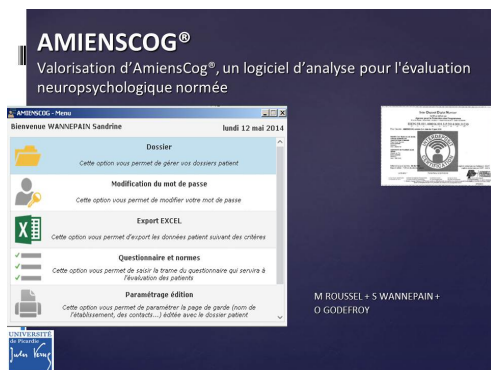 AMIENSCOG®
Valorisation d'AmiensCog®, un logiciel d'analyse pour l'évaluation
neuropsychologique normée
AMIENSCOG - Menu
Bienvenue WANNEPAIN Sandrine
lundi 12 mai 2014
Dossier
Cette option vous permet de gérer vos dossiers patient
Modification du mot de passe
Cette option vous permet de modifier votre mot de passe
Export EXCEL
Cette option vous permet d'export les données patient suivant des critères
Questionnaire et normes
Cette option vous permet de saisir la trame du questionnaire qui servira à
l'évaluation des patients
Paramétrage édition
Cette option vous permet de paramétrer la page de garde (nom de
l'établissement, des contacts...) éditée avec le dossier patient
M ROUSSEL + S WANNEPAIN +
O GODEFROY
UNIVERSITÉ
de Picardie
Jules Verne